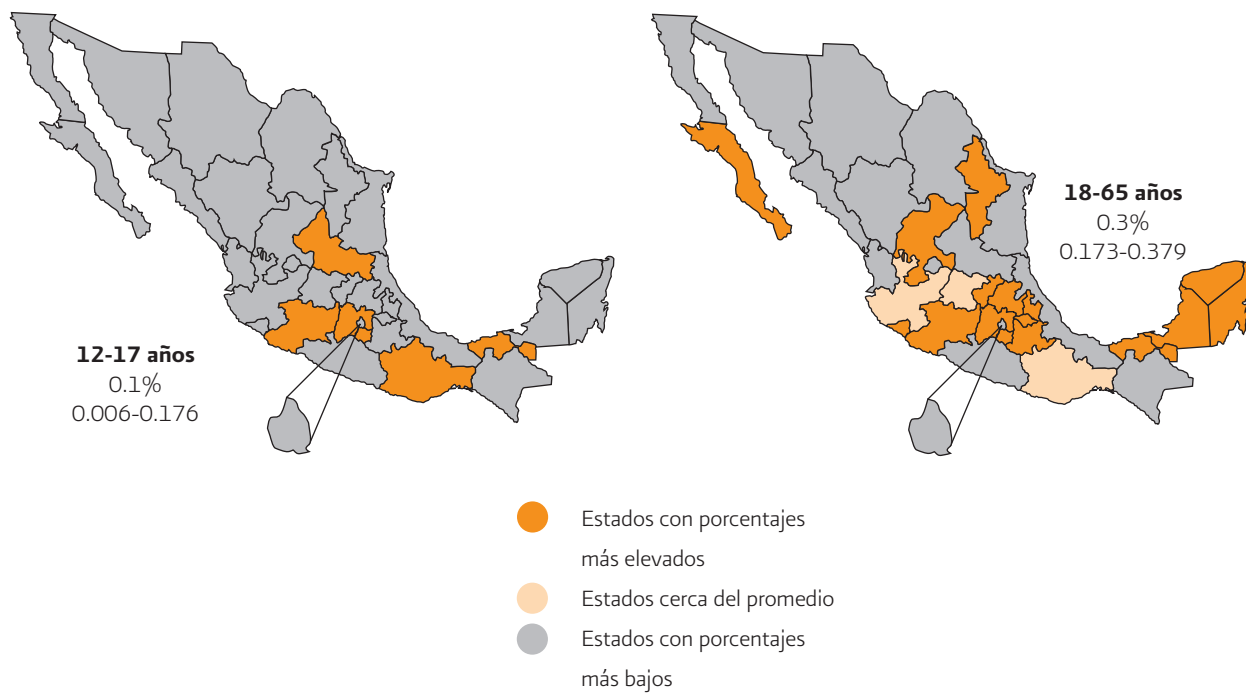 12-17 años
0.1%
0.006-0.176
18-65 años
0.3%
0.173-0.379
Estados con porcentajes
más elevados
Estados cerca del promedio
Estados con porcentajes
más bajos